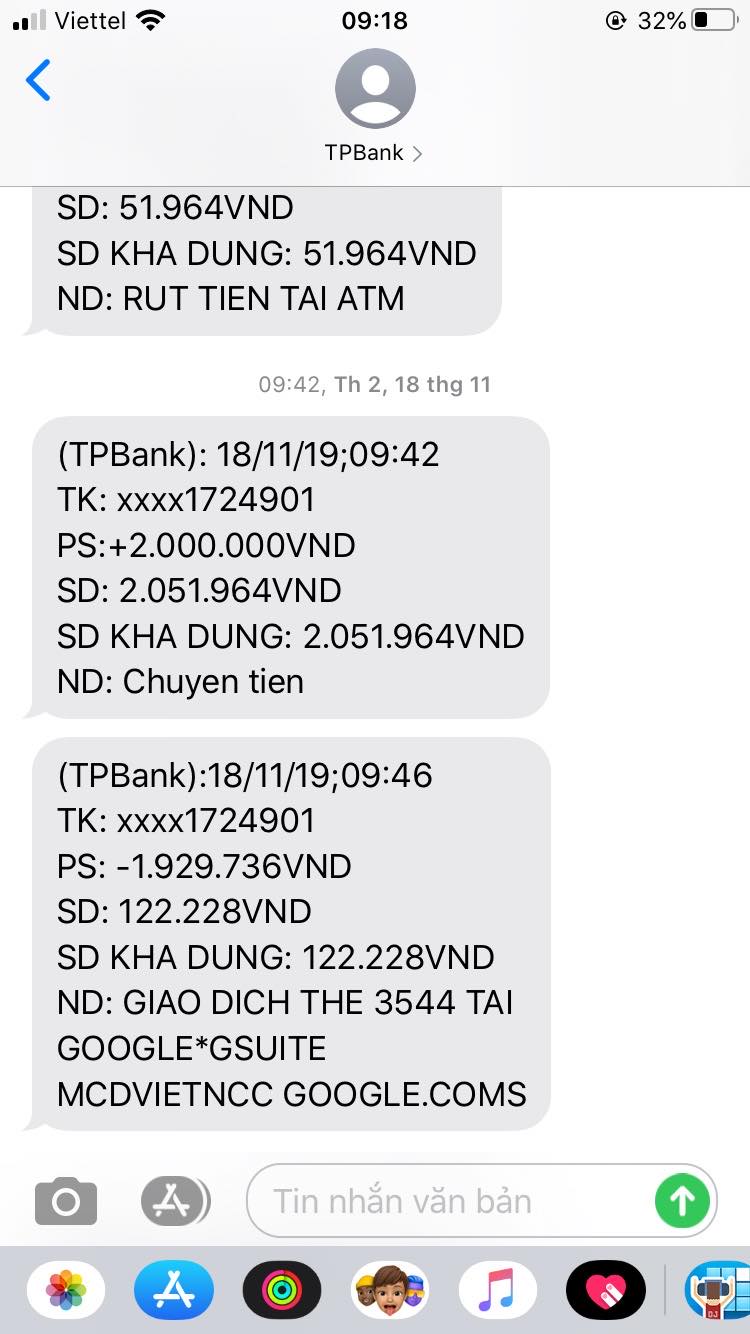 Viettel 09:18 32%
TPBank
SD: 51.964VND
SD KHA DUNG: 51.964VND
ND: RUT TIEN TAI ATM
09:42, Th 2, 18 thg 11
(TPBank): 18/11/19;09:42
TK: xxxx1724901
PS:+2.000.000VND
SD: 2.051.964VND
SD KHA DUNG: 2.051.964VND
ND: Chuyen tien
(TPBank):18/11/19;09:46
TK: xxxx1724901
PS: -1.929.736VND
SD: 122.228VND
SD KHA DUNG: 122.228VND
ND: GIAO DICH THE 3544 TAI
GOOGLE*GSUITE
MCDVIETNCC GOOGLE.COMS
Tin nhắn văn bản
DJ